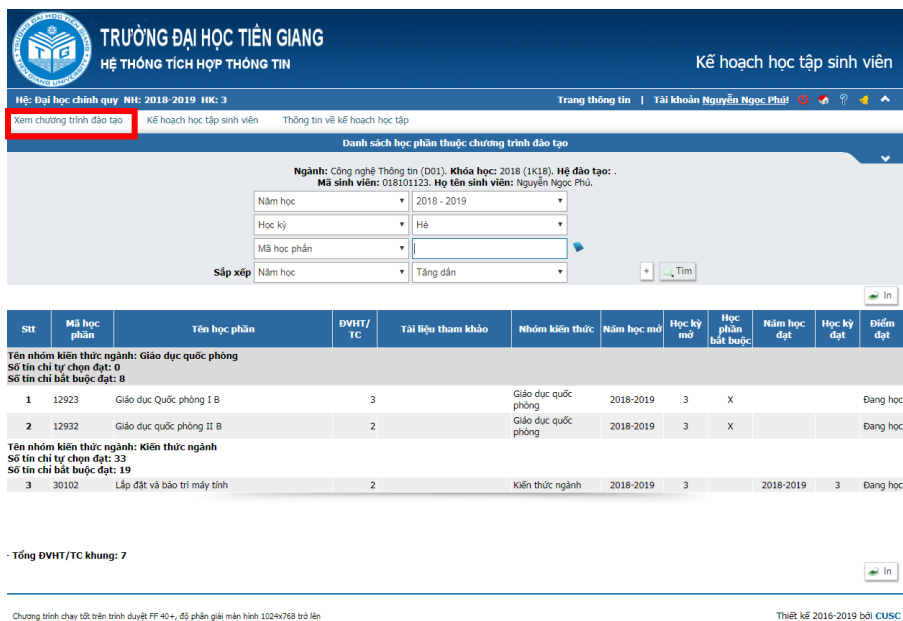 ĐẠI HỌC TIỀN GIANG
TIEN GIANG UNIVERSITY
T G
TRƯỜNG ĐẠI HỌC TIỀN GIANG
HỆ THỐNG TÍCH HỢP THÔNG TIN
Kế hoạch học tập sinh viên
Hệ: Đại học chính quy NH: 2018-2019 HK: 3
Trang thông tin | Tài khoản Nguyễn Ngọc Phú!
Xem chương trình đào tạo Kế hoạch học tập sinh viên Thông tin về kế hoạch học tập
Danh sách học phần thuộc chương trình đào tạo
Ngành: Công nghệ Thông tin (D01). Khóa học: 2018 (1K18). Hệ đào tạo: .
Mã sinh viên: 018101123. Họ tên sinh viên: Nguyễn Ngọc Phú.
Năm học 2018 - 2019
Học kỳ Hè
Mã học phần
Sắp xếp Năm học Tăng dần + Tìm
In
Stt Mã học phần Tên học phần ĐVHT/TC Tài liệu tham khảo Nhóm kiến thức Năm học mở Học kỳ mở Học phần bắt buộc Năm học đạt Học kỳ đạt Điểm đạt
Tên nhóm kiến thức ngành: Giáo dục quốc phòng
Số tín chỉ tự chọn đạt: 0
Số tín chỉ bắt buộc đạt: 8
1 12923 Giáo dục Quốc phòng I B 3 Giáo dục quốc phòng 2018-2019 3 X Đang học
2 12932 Giáo dục quốc phòng II B 2 Giáo dục quốc phòng 2018-2019 3 X Đang học
Tên nhóm kiến thức ngành: Kiến thức ngành
Số tín chỉ tự chọn đạt: 33
Số tín chỉ bắt buộc đạt: 19
3 30102 Lắp đặt và bảo trì máy tính 2 Kiến thức ngành 2018-2019 3 2018-2019 3 Đang học
- Tổng ĐVHT/TC khung: 7
In
Chương trình chạy tốt trên trình duyệt FF 40+, độ phân giải màn hình 1024x768 trở lên
Thiết kế 2016-2019 bởi CUSC